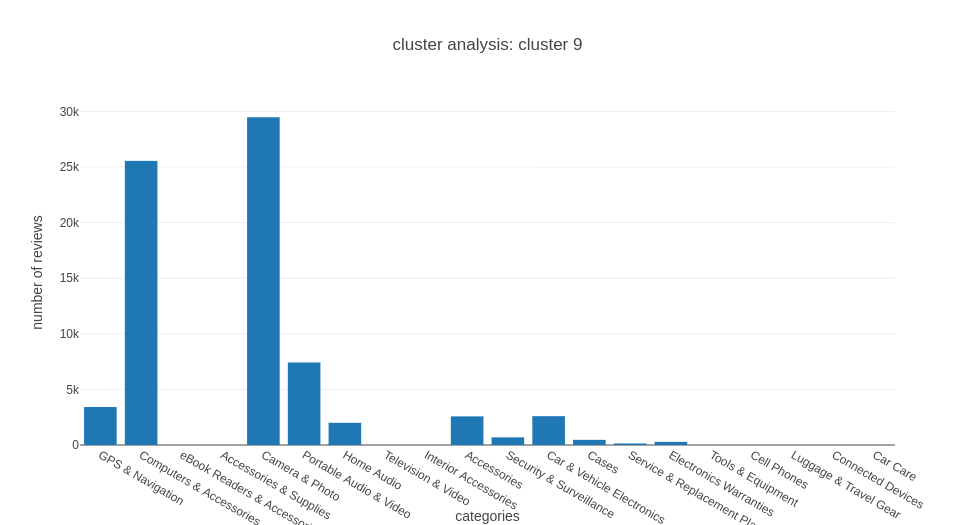 cluster analysis: cluster 9
number of reviews
30k
25k
20k
15k
10k
5k
0
GPS & Navigation
Computers & Accessories
eBook Readers &
Accessories & Supplies
Camera & Photo
Portable Audio & Video
Home Audio
Television & Video
Interior Accessories
Accessories
Security & Surveillance
Car & Vehicle Electronics
Cases
Service & Replacement
Electronics Warranties
Tools & Equipment
Cell Phones
Luggage & Travel Gear
Connected Devices
Car Care
categories